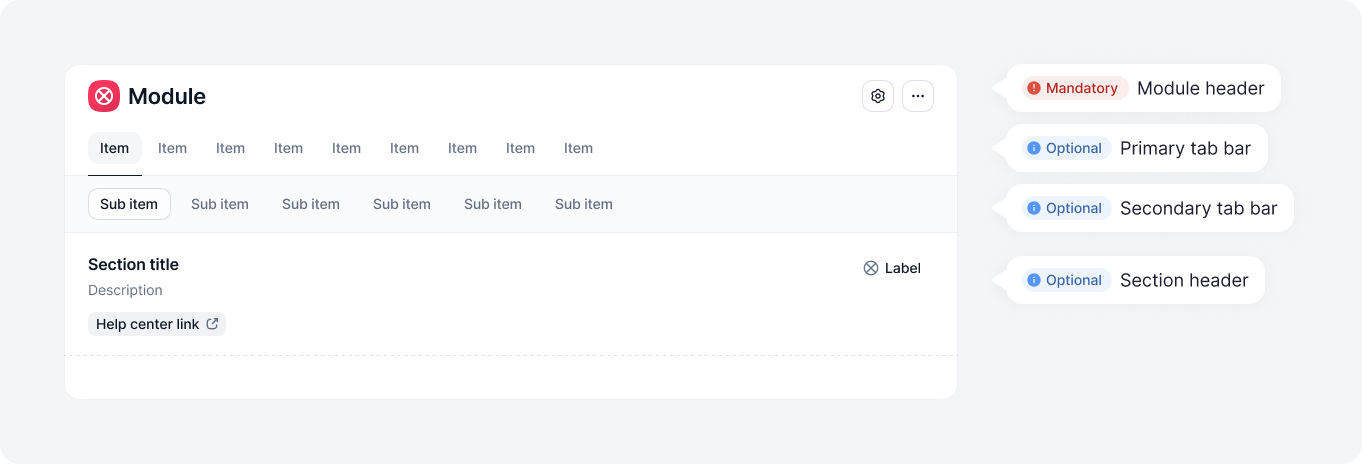 Module
Item Item Item Item Item Item Item Item Item
Sub item Sub item Sub item Sub item Sub item Sub item
Section title
Description
Help center link
Label
Mandatory Module header
Optional Primary tab bar
Optional Secondary tab bar
Optional Section header